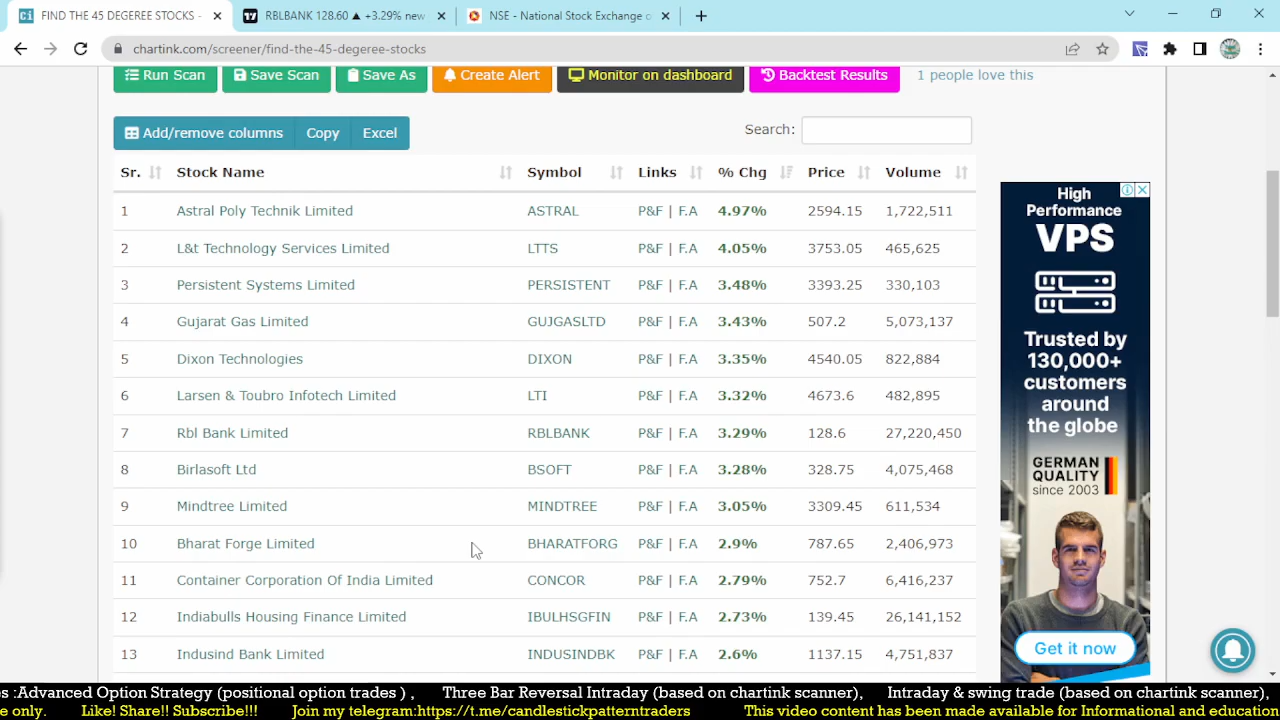 FIND THE 45 DEGEREE STOCKS -
RBLBANK 128.60 ▲ +3.29% new
NSE - National Stock Exchange o
chartink.com/screener/find-the-45-degeree-stocks
Run Scan Save Scan Save As Create Alert Monitor on dashboard Backtest Results 1 people love this
Add/remove columns Copy Excel Search:
Sr. Stock Name Symbol Links % Chg Price Volume
1 Astral Poly Technik Limited ASTRAL P&F | F.A 4.97% 2594.15 1,722,511
2 L&t Technology Services Limited LTTS P&F | F.A 4.05% 3753.05 465,625
3 Persistent Systems Limited PERSISTENT P&F | F.A 3.48% 3393.25 330,103
4 Gujarat Gas Limited GUJGASLTD P&F | F.A 3.43% 507.2 5,073,137
5 Dixon Technologies DIXON P&F | F.A 3.35% 4540.05 822,884
6 Larsen & Toubro Infotech Limited LTI P&F | F.A 3.32% 4673.6 482,895
7 Rbl Bank Limited RBLBANK P&F | F.A 3.29% 128.6 27,220,450
8 Birlasoft Ltd BSOFT P&F | F.A 3.28% 328.75 4,075,468
9 Mindtree Limited MINDTREE P&F | F.A 3.05% 3309.45 611,534
10 Bharat Forge Limited BHARATFORG P&F | F.A 2.9% 787.65 2,406,973
11 Container Corporation Of India Limited CONCOR P&F | F.A 2.79% 752.7 6,416,237
12 Indiabulls Housing Finance Limited IBULHSGFIN P&F | F.A 2.73% 139.45 26,141,152
13 Indusind Bank Limited INDUSINDBK P&F | F.A 2.6% 1137.15 4,751,837
High
Performance
VPS
Trusted by
130,000+
customers
around
the globe
GERMAN
QUALITY
since 2003
Get it now
s :Advanced Option Strategy (positional option trades ) , Three Bar Reversal Intraday (based on chartink scanner), Intraday & swing trade (based on chartink scanner),
e only. Like! Share!! Subscribe!!! Join my telegram:https://t.me/candlestickpatterntraders This video content has been made available for Informational and education